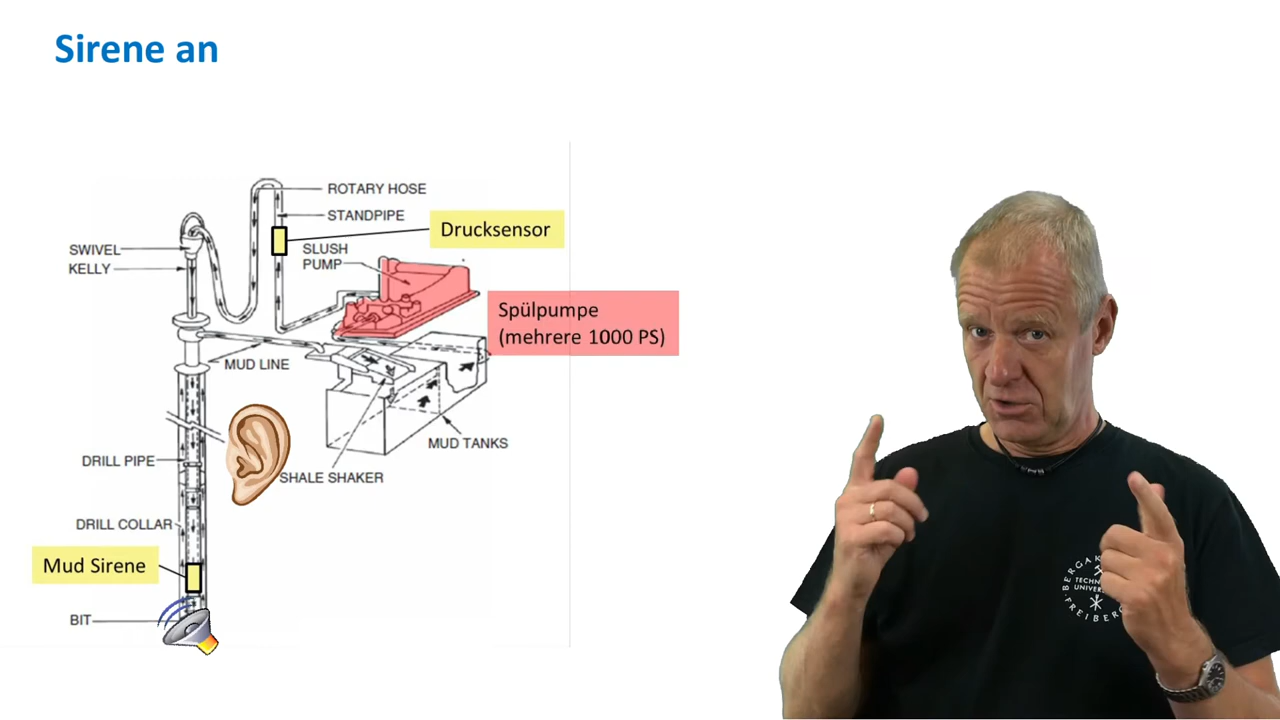 Sirene an
ROTARY HOSE
STANDPIPE
Drucksensor
SWIVEL
SLUSH
PUMP
KELLY
Spülpumpe
(mehrere 1000 PS)
MUD LINE
MUD TANKS
DRILL PIPE
SHALE SHAKER
DRILL COLLAR
Mud Sirene
BIT